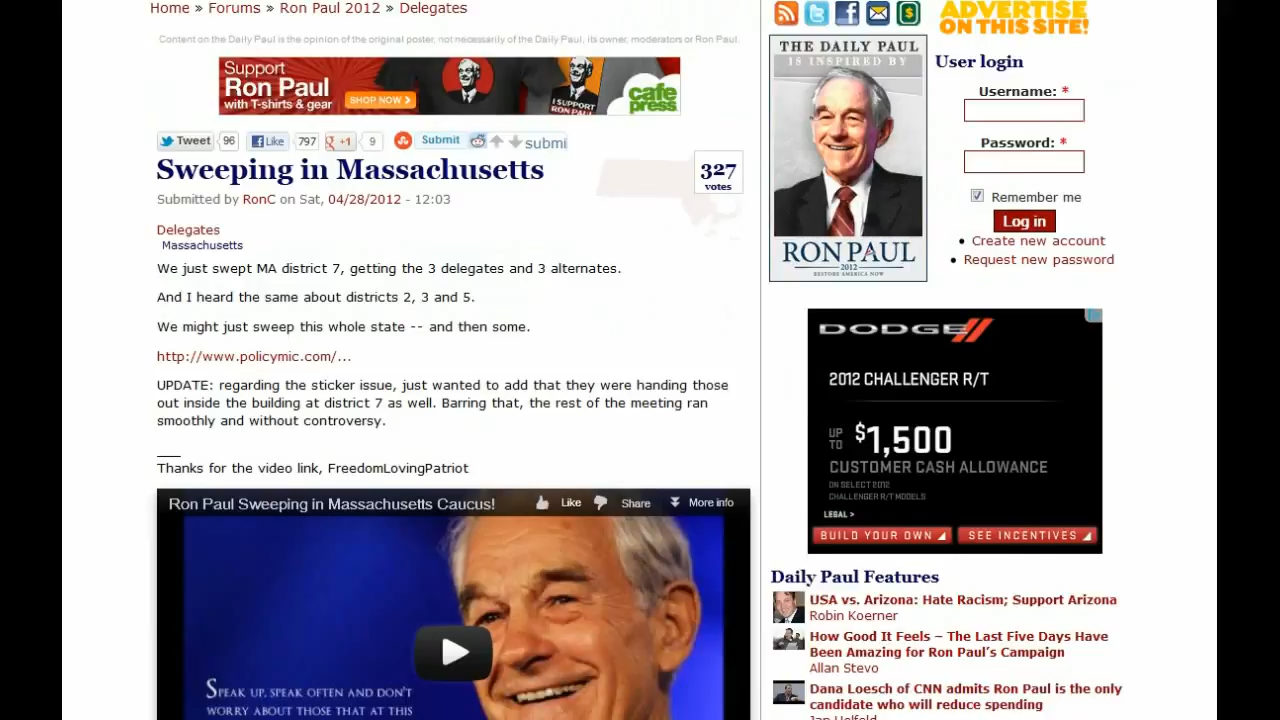 Home » Forums » Ron Paul 2012 » Delegates
Content on the Daily Paul is the opinion of the original poster, not necessarily of the Daily Paul, its owner, moderators or Ron Paul.
Support
Ron Paul
with T-shirts & gear
SHOP NOW
I SUPPORT
RON PAUL
cafe
press
Tweet 96 Like 797 +1 9 Submit submi
Sweeping in Massachusetts
327
votes
Submitted by RonC on Sat, 04/28/2012 - 12:03
Delegates
Massachusetts
We just swept MA district 7, getting the 3 delegates and 3 alternates.
And I heard the same about districts 2, 3 and 5.
We might just sweep this whole state -- and then some.
http://www.policymic.com/...
UPDATE: regarding the sticker issue, just wanted to add that they were handing those
out inside the building at district 7 as well. Barring that, the rest of the meeting ran
smoothly and without controversy.
Thanks for the video link, FreedomLovingPatriot
Ron Paul Sweeping in Massachusetts Caucus! Like Share More info
SPEAK UP, SPEAK OFTEN AND DON'T
WORRY ABOUT THOSE THAT AT THIS
ADVERTISE
ON THIS SITE!
THE DAILY PAUL
IS INSPIRED BY
RON PAUL
2012
RESTORE AMERICA NOW
User login
Username: *
Password: *
Remember me
Log in
Create new account
Request new password
DODGE
2012 CHALLENGER R/T
UP TO $1,500
CUSTOMER CASH ALLOWANCE
ON SELECT 2012
CHALLENGER R/T MODELS
LEGAL >
BUILD YOUR OWN SEE INCENTIVES
Daily Paul Features
USA vs. Arizona: Hate Racism; Support Arizona
Robin Koerner
How Good It Feels – The Last Five Days Have
Been Amazing for Ron Paul's Campaign
Allan Stevo
Dana Loesch of CNN admits Ron Paul is the only
candidate who will reduce spending
Jan Helfeld